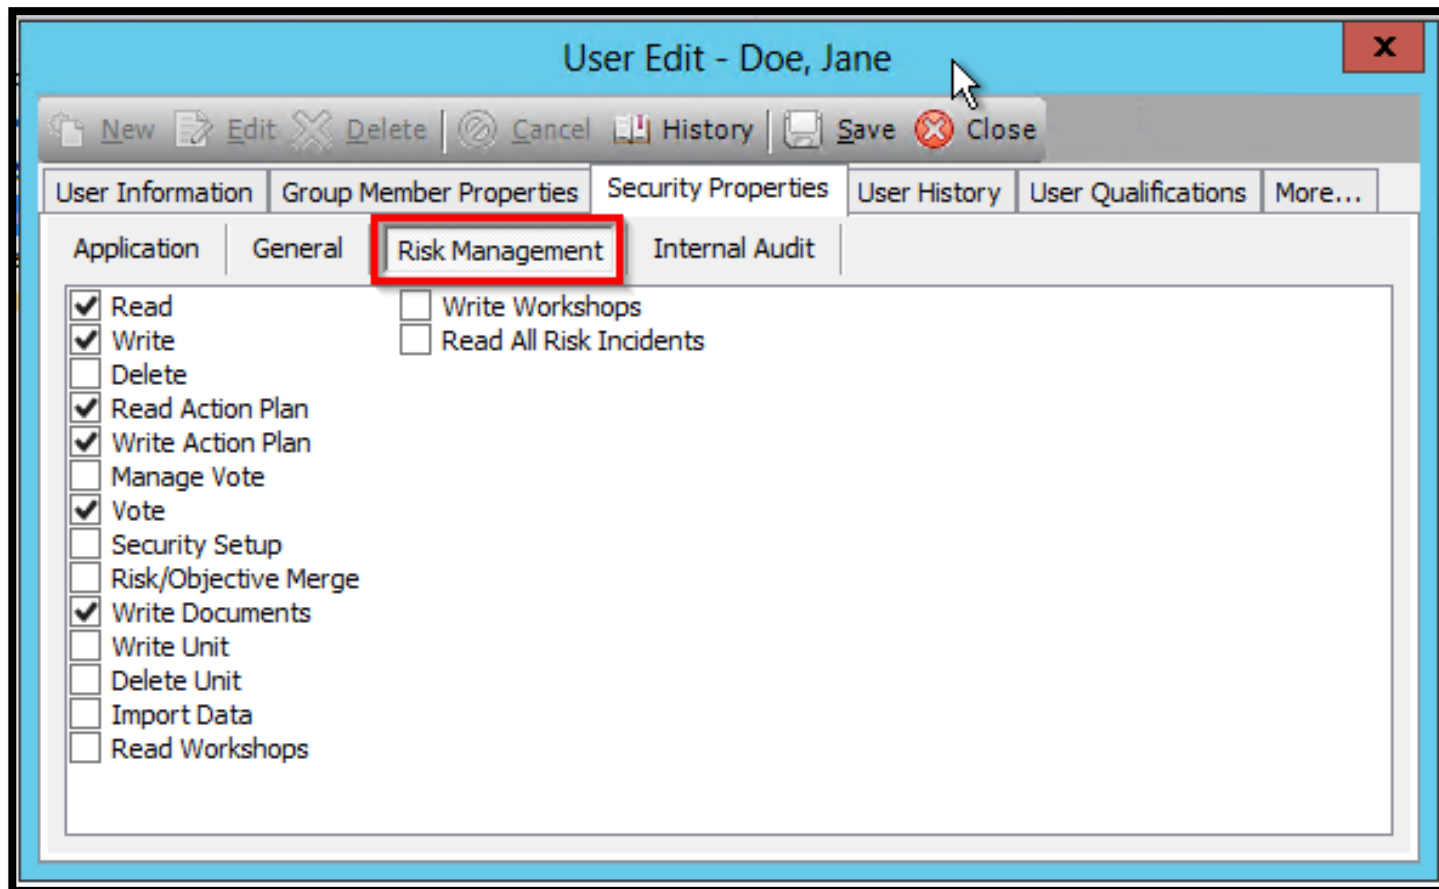 User Edit - Doe, Jane
x
New Edit Delete Cancel History Save Close
User Information Group Member Properties Security Properties User History User Qualifications More...
Application General Risk Management Internal Audit
Read Write Workshops
Write Read All Risk Incidents
Delete
Read Action Plan
Write Action Plan
Manage Vote
Vote
Security Setup
Risk/Objective Merge
Write Documents
Write Unit
Delete Unit
Import Data
Read Workshops